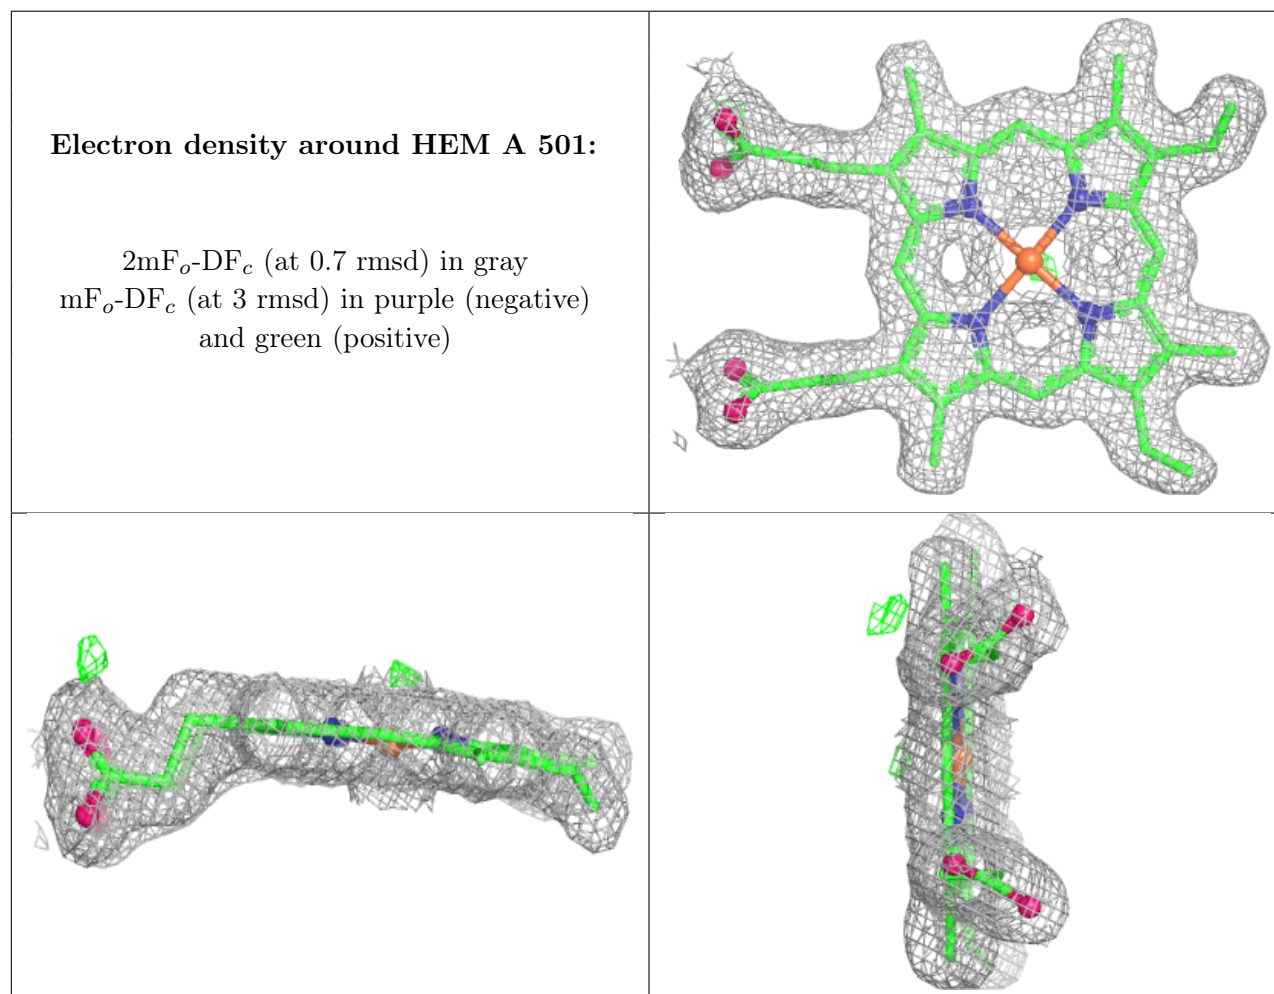 Electron density around HEM A 501:
2mFo-DFc (at 0.7 rmsd) in gray
mFo-DFc (at 3 rmsd) in purple (negative)
and green (positive)